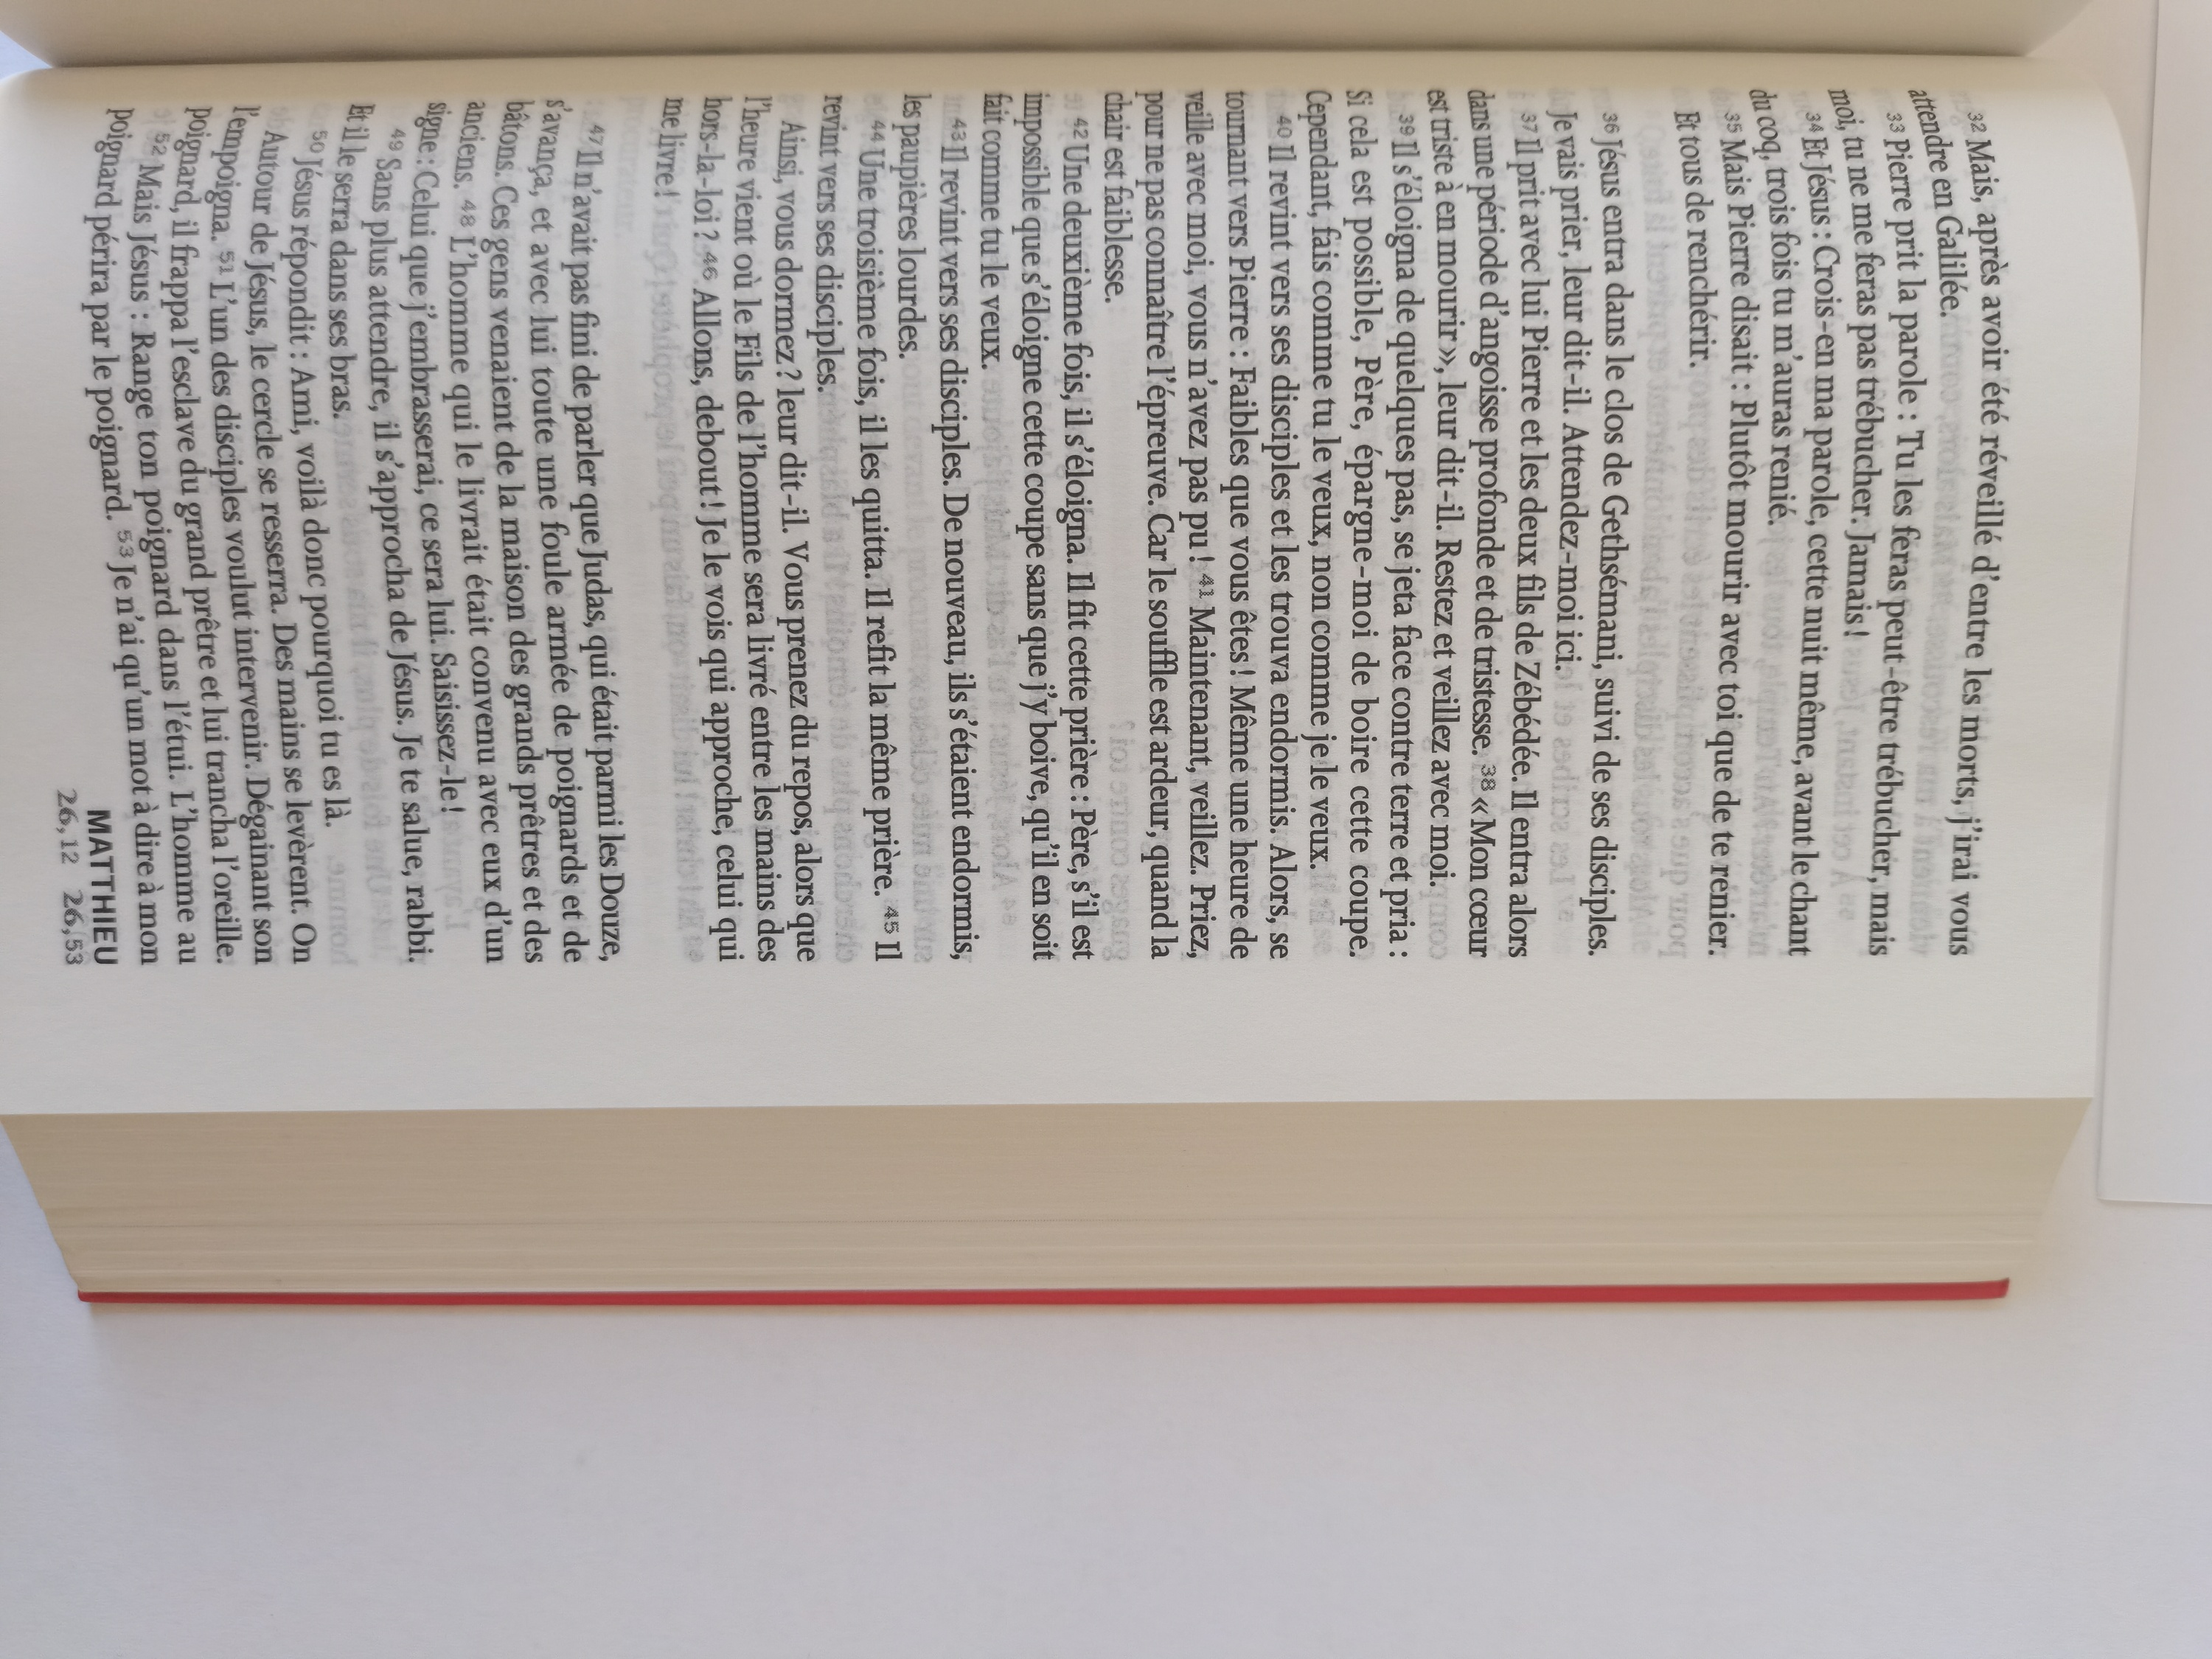 32 Mais, après avoir été réveillé d'entre les morts, j'irai vous
attendre en Galilée.
33 Pierre prit la parole : Tu les feras peut-être trébucher, mais
moi, tu ne me feras pas trébucher. Jamais !
34 Et Jésus : Crois-en ma parole, cette nuit même, avant le chant
du coq, trois fois tu m'auras renié.
35 Mais Pierre disait : Plutôt mourir avec toi que de te renier.
Et tous de renchérir.
36 Jésus entra dans le clos de Gethsémani, suivi de ses disciples.
Je vais prier, leur dit-il. Attendez-moi ici.
37 Il prit avec lui Pierre et les deux fils de Zébédée. Il entra alors
dans une période d'angoisse profonde et de tristesse. 38 « Mon cœur
est triste à en mourir », leur dit-il. Restez et veillez avec moi.
39 Il s'éloigna de quelques pas, se jeta face contre terre et pria :
Si cela est possible, Père, épargne-moi de boire cette coupe.
Cependant, fais comme tu le veux, non comme je le veux.
40 Il revint vers ses disciples et les trouva endormis. Alors, se
tournant vers Pierre : Faibles que vous êtes ! Même une heure de
veille avec moi, vous n'avez pas pu ! 41 Maintenant, veillez. Priez,
pour ne pas connaître l'épreuve. Car le souffle est ardeur, quand la
chair est faiblesse.
42 Une deuxième fois, il s'éloigna. Il fit cette prière : Père, s'il est
impossible que s'éloigne cette coupe sans que j'y boive, qu'il en soit
fait comme tu le veux.
43 Il revint vers ses disciples. De nouveau, ils s'étaient endormis,
les paupières lourdes.
44 Une troisième fois, il les quitta. Il refit la même prière. 45 Il
revint vers ses disciples.
Ainsi, vous dormez ? leur dit-il. Vous prenez du repos, alors que
l'heure vient où le Fils de l'homme sera livré entre les mains des
hors-la-loi ? 46 Allons, debout ! Je le vois qui approche, celui qui
me livre !
47 Il n'avait pas fini de parler que Judas, qui était parmi les Douze,
s'avança, et avec lui toute une foule armée de poignards et de
bâtons. Ces gens venaient de la maison des grands prêtres et des
anciens. 48 L'homme qui le livrait était convenu avec eux d'un
signe : Celui que j'embrasserai, ce sera lui. Saisissez-le !
49 Sans plus attendre, il s'approcha de Jésus. Je te salue, rabbi.
Et il le serra dans ses bras.
50 Jésus répondit : Ami, voilà donc pourquoi tu es là.
Autour de Jésus, le cercle se resserra. Des mains se levèrent. On
l'empoigna. 51 L'un des disciples voulut intervenir. Dégainant son
poignard, il frappa l'esclave du grand prêtre et lui trancha l'oreille.
52 Mais Jésus : Range ton poignard dans l'étui. L'homme au
poignard périra par le poignard. 53 Je n'ai qu'un mot à dire à mon
MATTHIEU
26,12 26,53